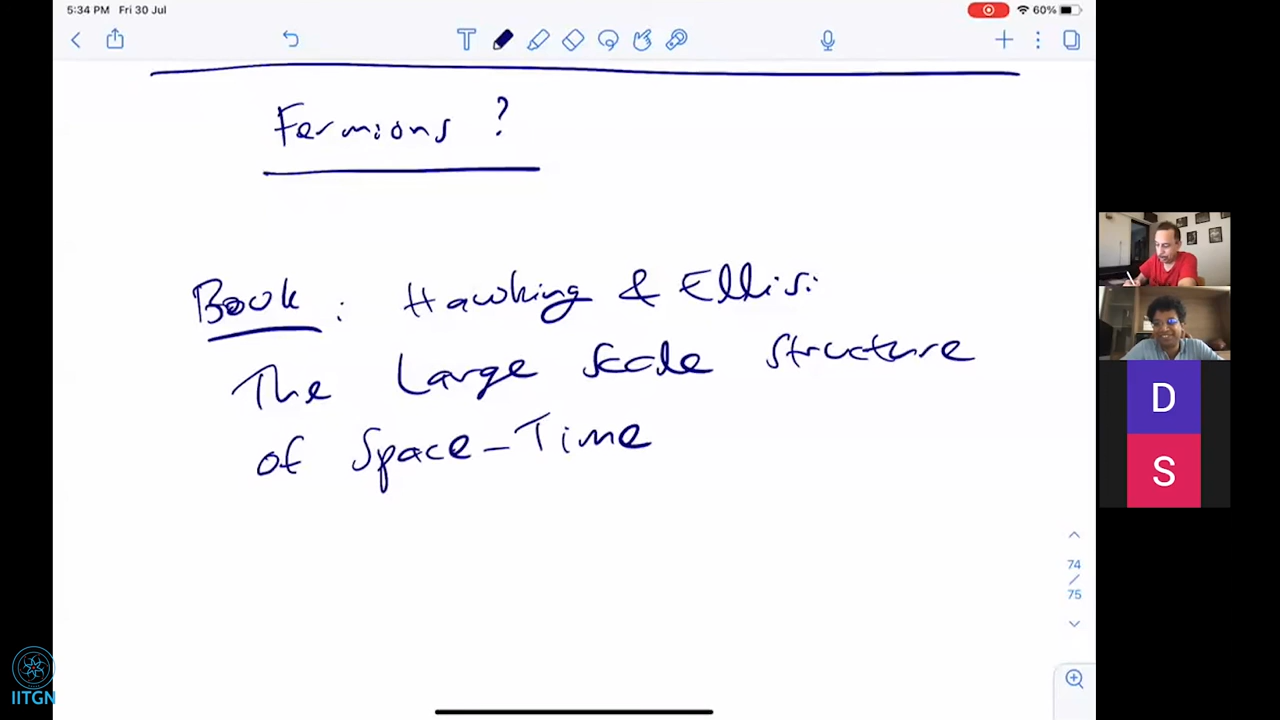 5:34 PM Fri 30 Jul
60%
Fermions ?
Book : Hawking & Ellis:
The Large Scale Structure
of Space-Time
D
S
74
/
75
IITGN